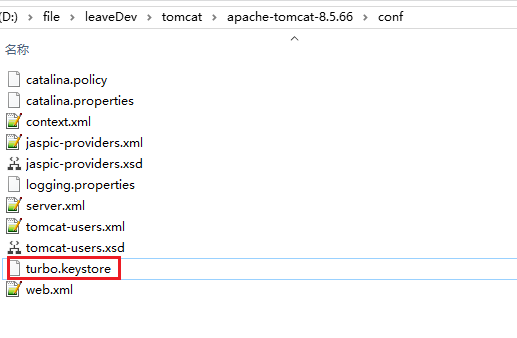 (D:) › file › leaveDev › tomcat › apache-tomcat-8.5.66 › conf
名称
catalina.policy
catalina.properties
context.xml
jaspic-providers.xml
jaspic-providers.xsd
logging.properties
server.xml
tomcat-users.xml
tomcat-users.xsd
turbo.keystore
web.xml